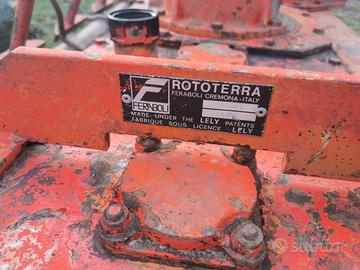 ROTOTERRA
FERABOLI CREMONA - ITALY
FERABOLI
MADE UNDER THE LELY PATENTS
FABRIQUE SOUS LICENCE LELY
subito